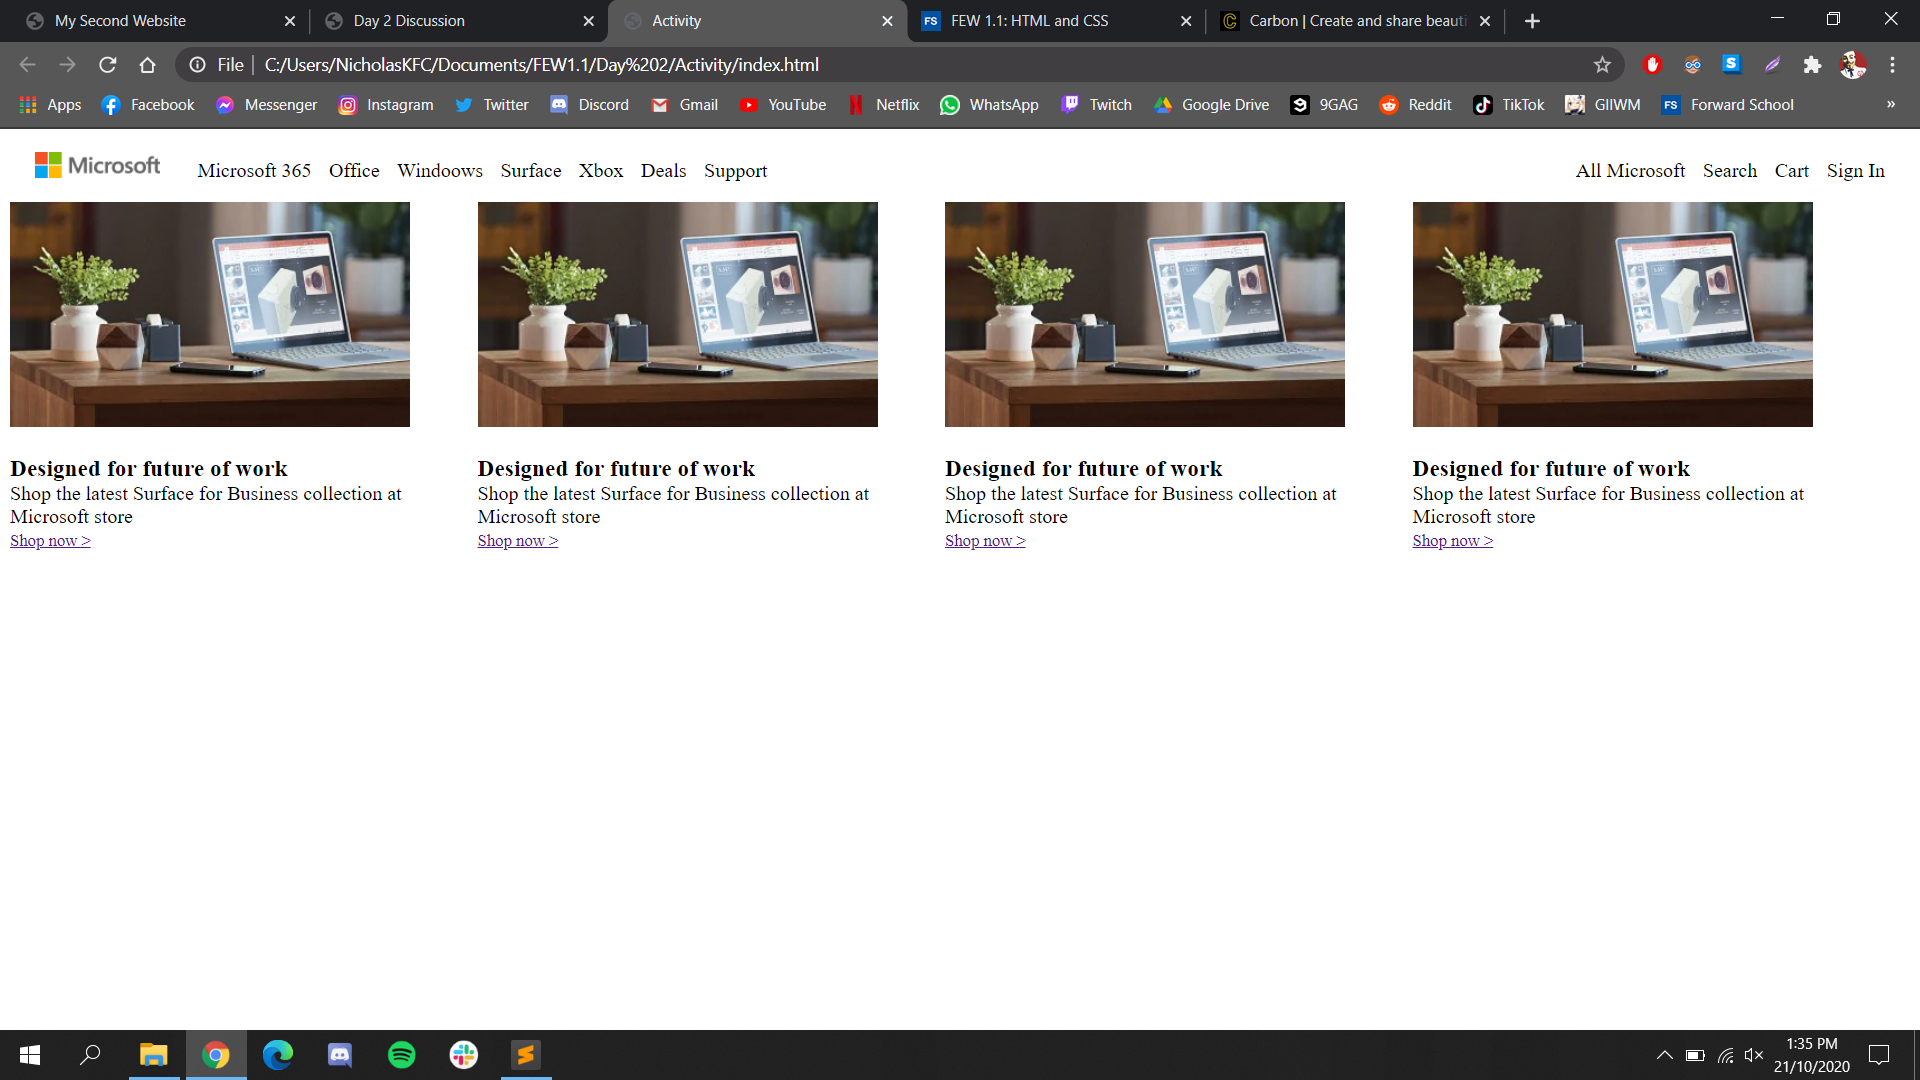 My Second Website
Day 2 Discussion
Activity
FS FEW 1.1: HTML and CSS
Carbon | Create and share beauti
File C:/Users/NicholasKFC/Documents/FEW1.1/Day%202/Activity/index.html
Apps Facebook Messenger Instagram Twitter Discord Gmail YouTube Netflix WhatsApp Twitch Google Drive 9GAG Reddit TikTok GIIWM FS Forward School »
Microsoft Microsoft 365 Office Windoows Surface Xbox Deals Support All Microsoft Search Cart Sign In
Designed for future of work
Shop the latest Surface for Business collection at
Microsoft store
Shop now >
Designed for future of work
Shop the latest Surface for Business collection at
Microsoft store
Shop now >
Designed for future of work
Shop the latest Surface for Business collection at
Microsoft store
Shop now >
Designed for future of work
Shop the latest Surface for Business collection at
Microsoft store
Shop now >
1:35 PM
21/10/2020